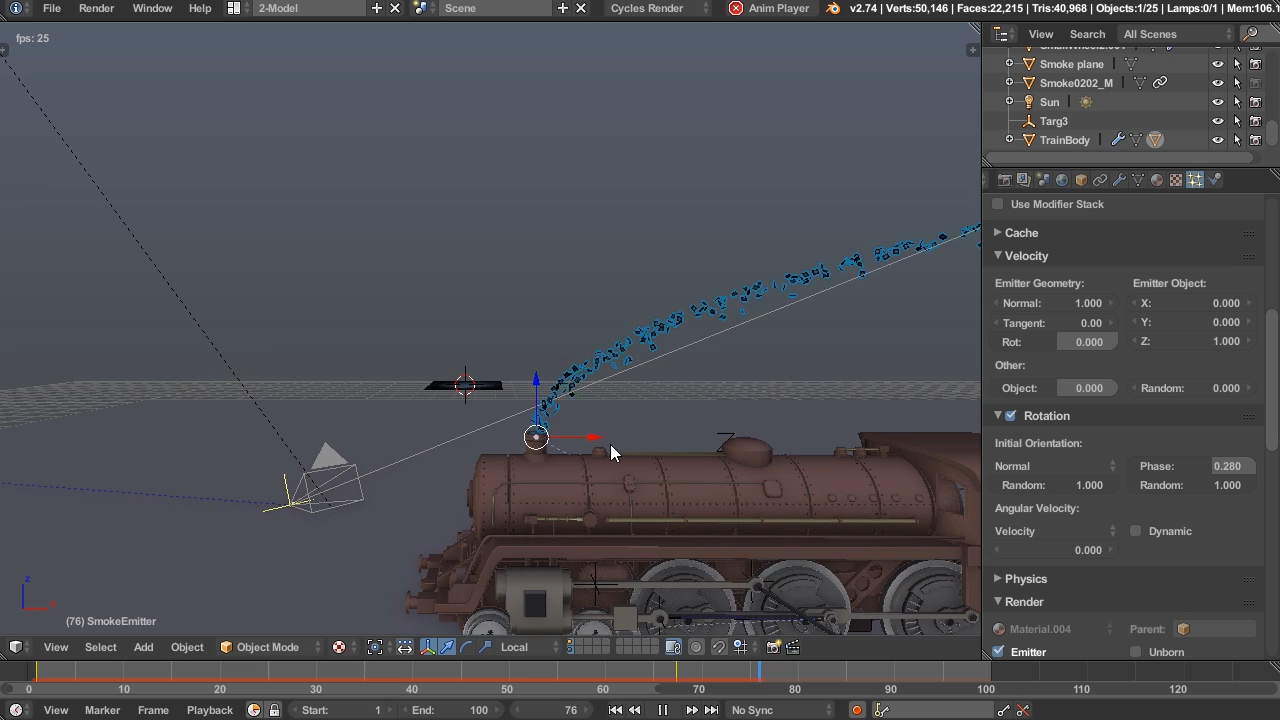 File Render Window Help 2-Model Scene Cycles Render Anim Player v2.74 | Verts:50,146 | Faces:22,215 | Tris:40,968 | Objects:1/25 | Lamps:0/1 | Mem:106.
fps: 25
View Search All Scenes
Smoke plane
Smoke0202_M
Sun
Targ3
TrainBody
Use Modifier Stack
Cache
Velocity
Emitter Geometry: Emitter Object:
Normal: 1.000 X: 0.000
Tangent: 0.00 Y: 0.000
Rot: 0.000 Z: 1.000
Other:
Object: 0.000 Random: 0.000
Rotation
Initial Orientation:
Normal Phase: 0.280
Random: 1.000 Random: 1.000
Angular Velocity:
Velocity Dynamic
0.000
Physics
Render
Material.004 Parent:
Emitter Unborn
z
(76) SmokeEmitter
View Select Add Object Object Mode Local
0 10 20 30 40 50 60 70 80 90 100 110 120
View Marker Frame Playback Start: 1 End: 100 76 No Sync